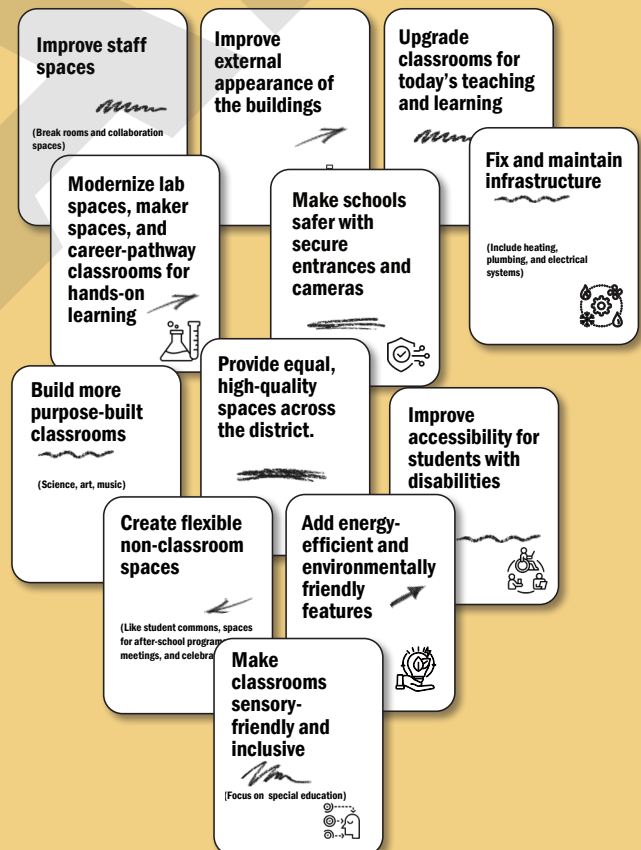 Improve staff
spaces
(Break rooms and collaboration
spaces)
Improve
external
appearance of
the buildings
Upgrade
classrooms for
today's teaching
and learning
Fix and maintain
infrastructure
(Include heating,
plumbing, and electrical
systems)
Modernize lab
spaces, maker
spaces, and
career-pathway
classrooms for
hands-on
learning
Make schools
safer with
secure
entrances and
cameras
Provide equal,
high-quality
spaces across
the district.
Build more
purpose-built
classrooms
(Science, art, music)
Improve
accessibility for
students with
disabilities
Create flexible
non-classroom
spaces
(Like student commons, spaces
for after-school
meetings, and
Add energy-
efficient and
environmentally
friendly
features
Make
classrooms
sensory-
friendly and
inclusive
(Focus on special education)